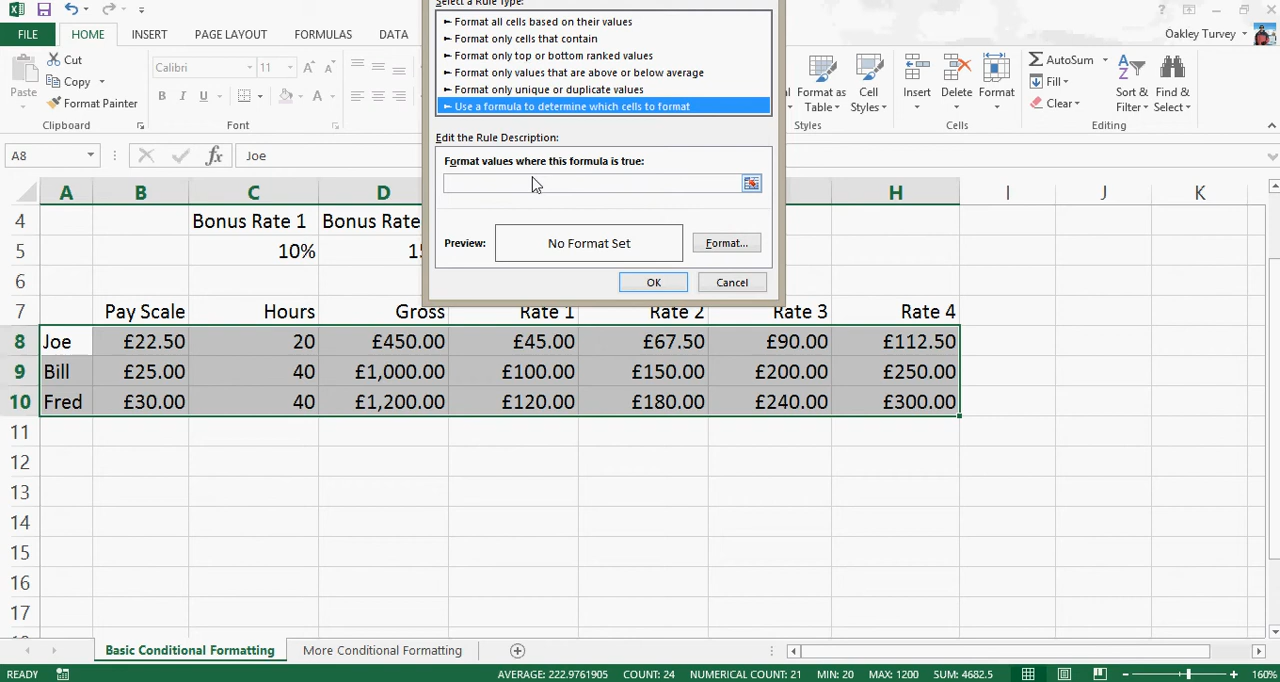 Select a Rule Type:
► Format all cells based on their values
► Format only cells that contain
► Format only top or bottom ranked values
► Format only values that are above or below average
► Format only unique or duplicate values
► Use a formula to determine which cells to format
Edit the Rule Description:
Format values where this formula is true:
Preview: No Format Set Format...
OK Cancel
FILE HOME INSERT PAGE LAYOUT FORMULAS DATA
Oakley Turvey
Paste
Cut
Copy
Format Painter
Clipboard
Calibri 11
B I U
Font
Format as Table
Cell Styles
Styles
Insert Delete Format
Cells
AutoSum
Fill
Clear
Sort & Filter
Find & Select
Editing
A8 fx Joe
A B C D H I J K
4 Bonus Rate 1 Bonus Rate
5 10%
6
7 Pay Scale Hours Gross Rate 1 Rate 2 Rate 3 Rate 4
8 Joe £22.50 20 £450.00 £45.00 £67.50 £90.00 £112.50
9 Bill £25.00 40 £1,000.00 £100.00 £150.00 £200.00 £250.00
10 Fred £30.00 40 £1,200.00 £120.00 £180.00 £240.00 £300.00
11
12
13
14
15
16
17
Basic Conditional Formatting More Conditional Formatting
READY AVERAGE: 222.9761905 COUNT: 24 NUMERICAL COUNT: 21 MIN: 20 MAX: 1200 SUM: 4682.5 160%